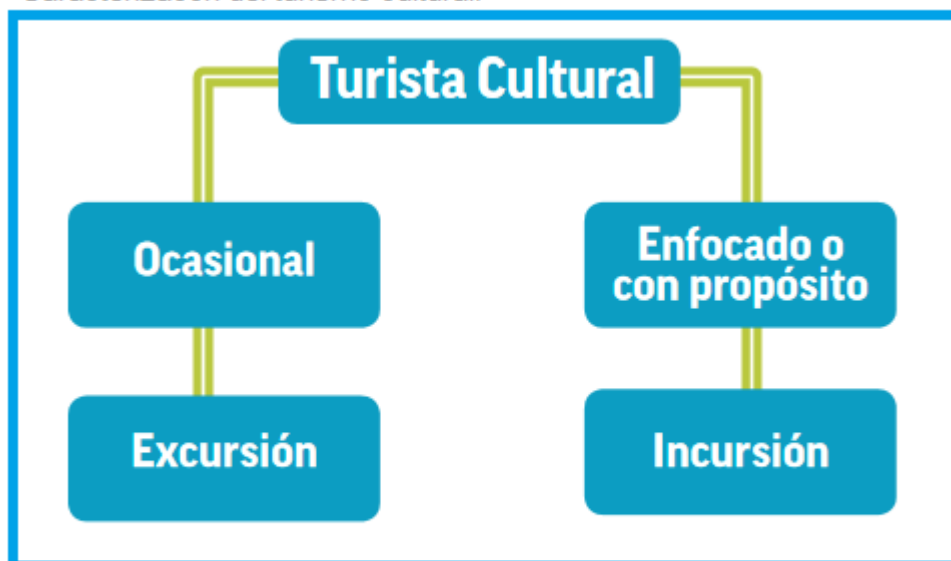 Turista Cultural
Ocasional
Enfocado o
con propósito
Excursión
Incursión